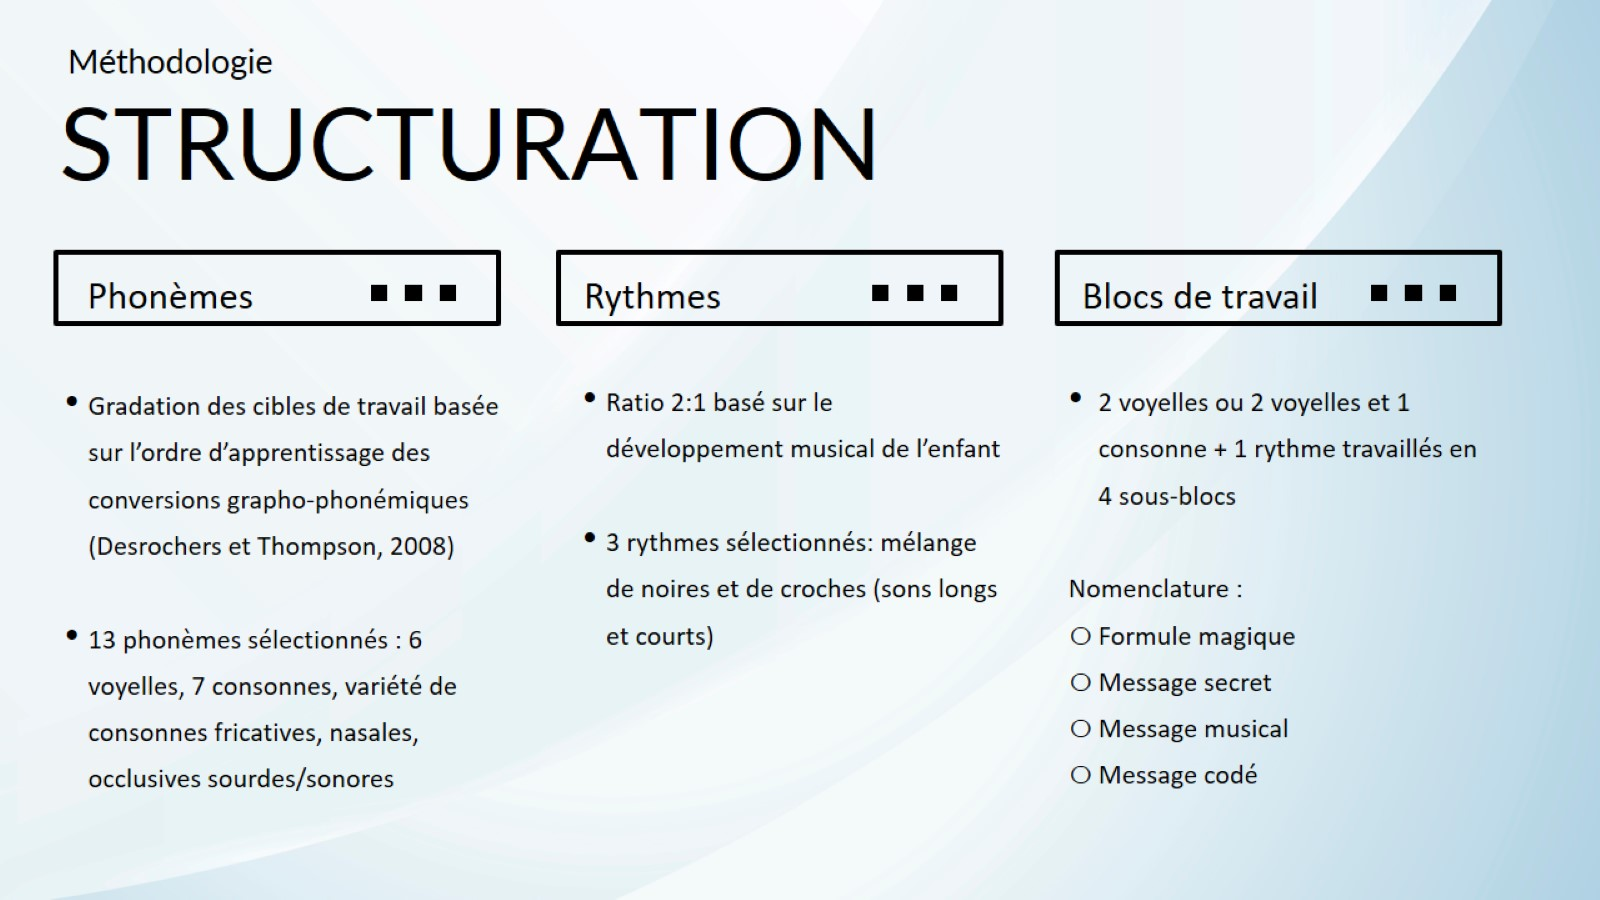 Méthodologie
STRUCTURATION
Phonèmes
• Gradation des cibles de travail basée
sur l’ordre d’apprentissage des
conversions grapho-phonémiques
(Desrochers et Thompson, 2008)
• 13 phonèmes sélectionnés : 6
voyelles, 7 consonnes, variété de
consonnes fricatives, nasales,
occlusives sourdes/sonores
Rythmes
• Ratio 2:1 basé sur le
développement musical de l’enfant
• 3 rythmes sélectionnés: mélange
de noires et de croches (sons longs
et courts)
Blocs de travail
• 2 voyelles ou 2 voyelles et 1
consonne + 1 rythme travaillés en
4 sous-blocs
Nomenclature :
○ Formule magique
○ Message secret
○ Message musical
○ Message codé